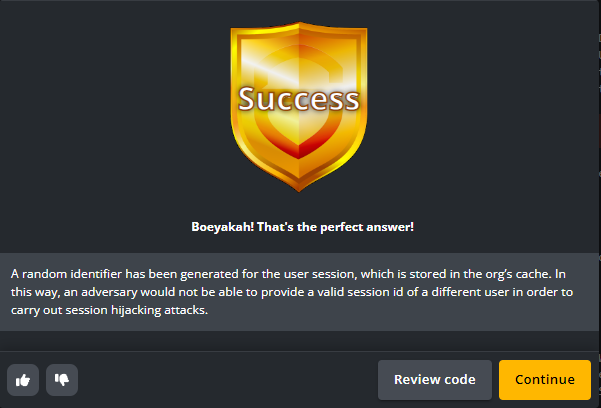 Success
Boeyakah! That's the perfect answer!
A random identifier has been generated for the user session, which is stored in the org’s cache. In
this way, an adversary would not be able to provide a valid session id of a different user in order to
carry out session hijacking attacks.
Review code
Continue